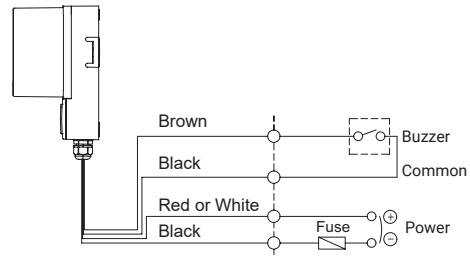 Brown
Buzzer
Black
Common
Red or White
Fuse
+
Power
Black
−